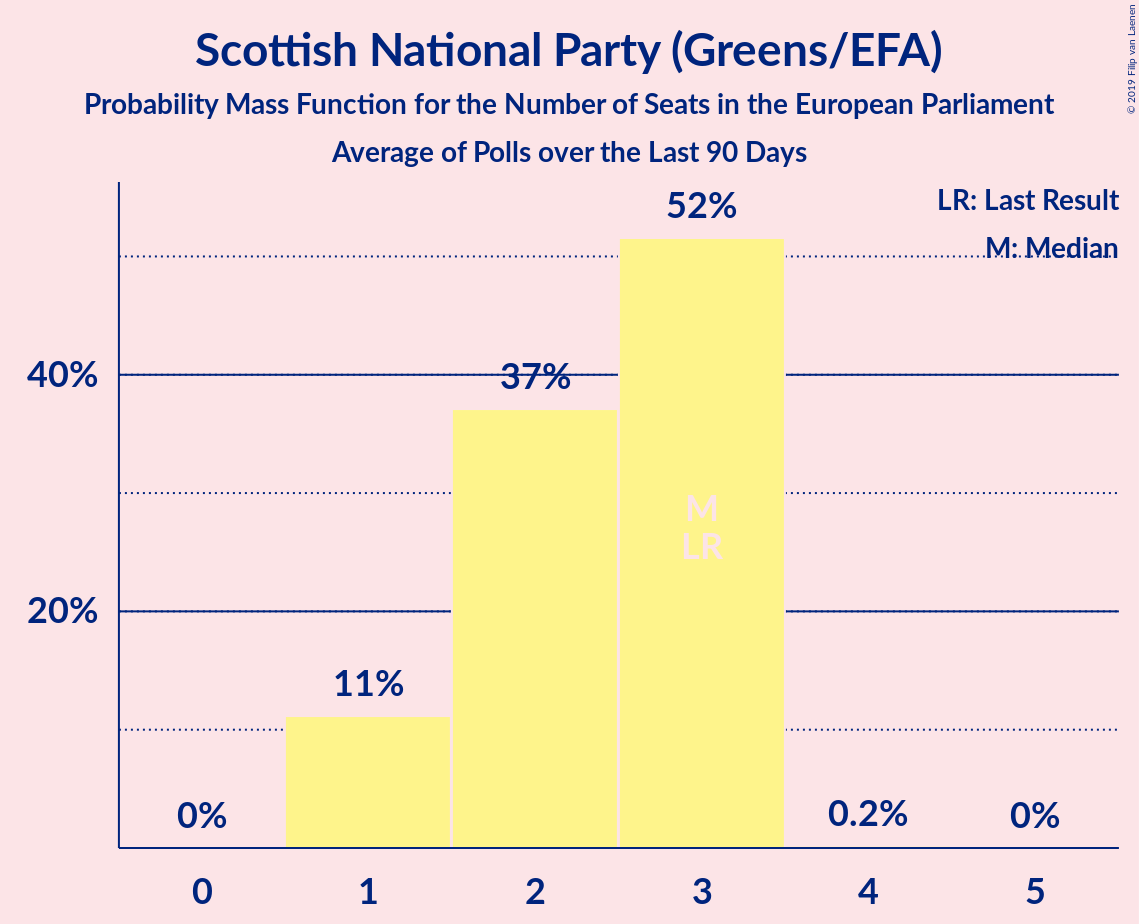 Scottish National Party (Greens/EFA)
Probability Mass Function for the Number of Seats in the European Parliament
Average of Polls over the Last 90 Days
© 2019 Filip van Laenen
LR: Last Result
M: Median
52%
40%
37%
M
LR
20%
11%
0%
0.2%
0%
0 1 2 3 4 5